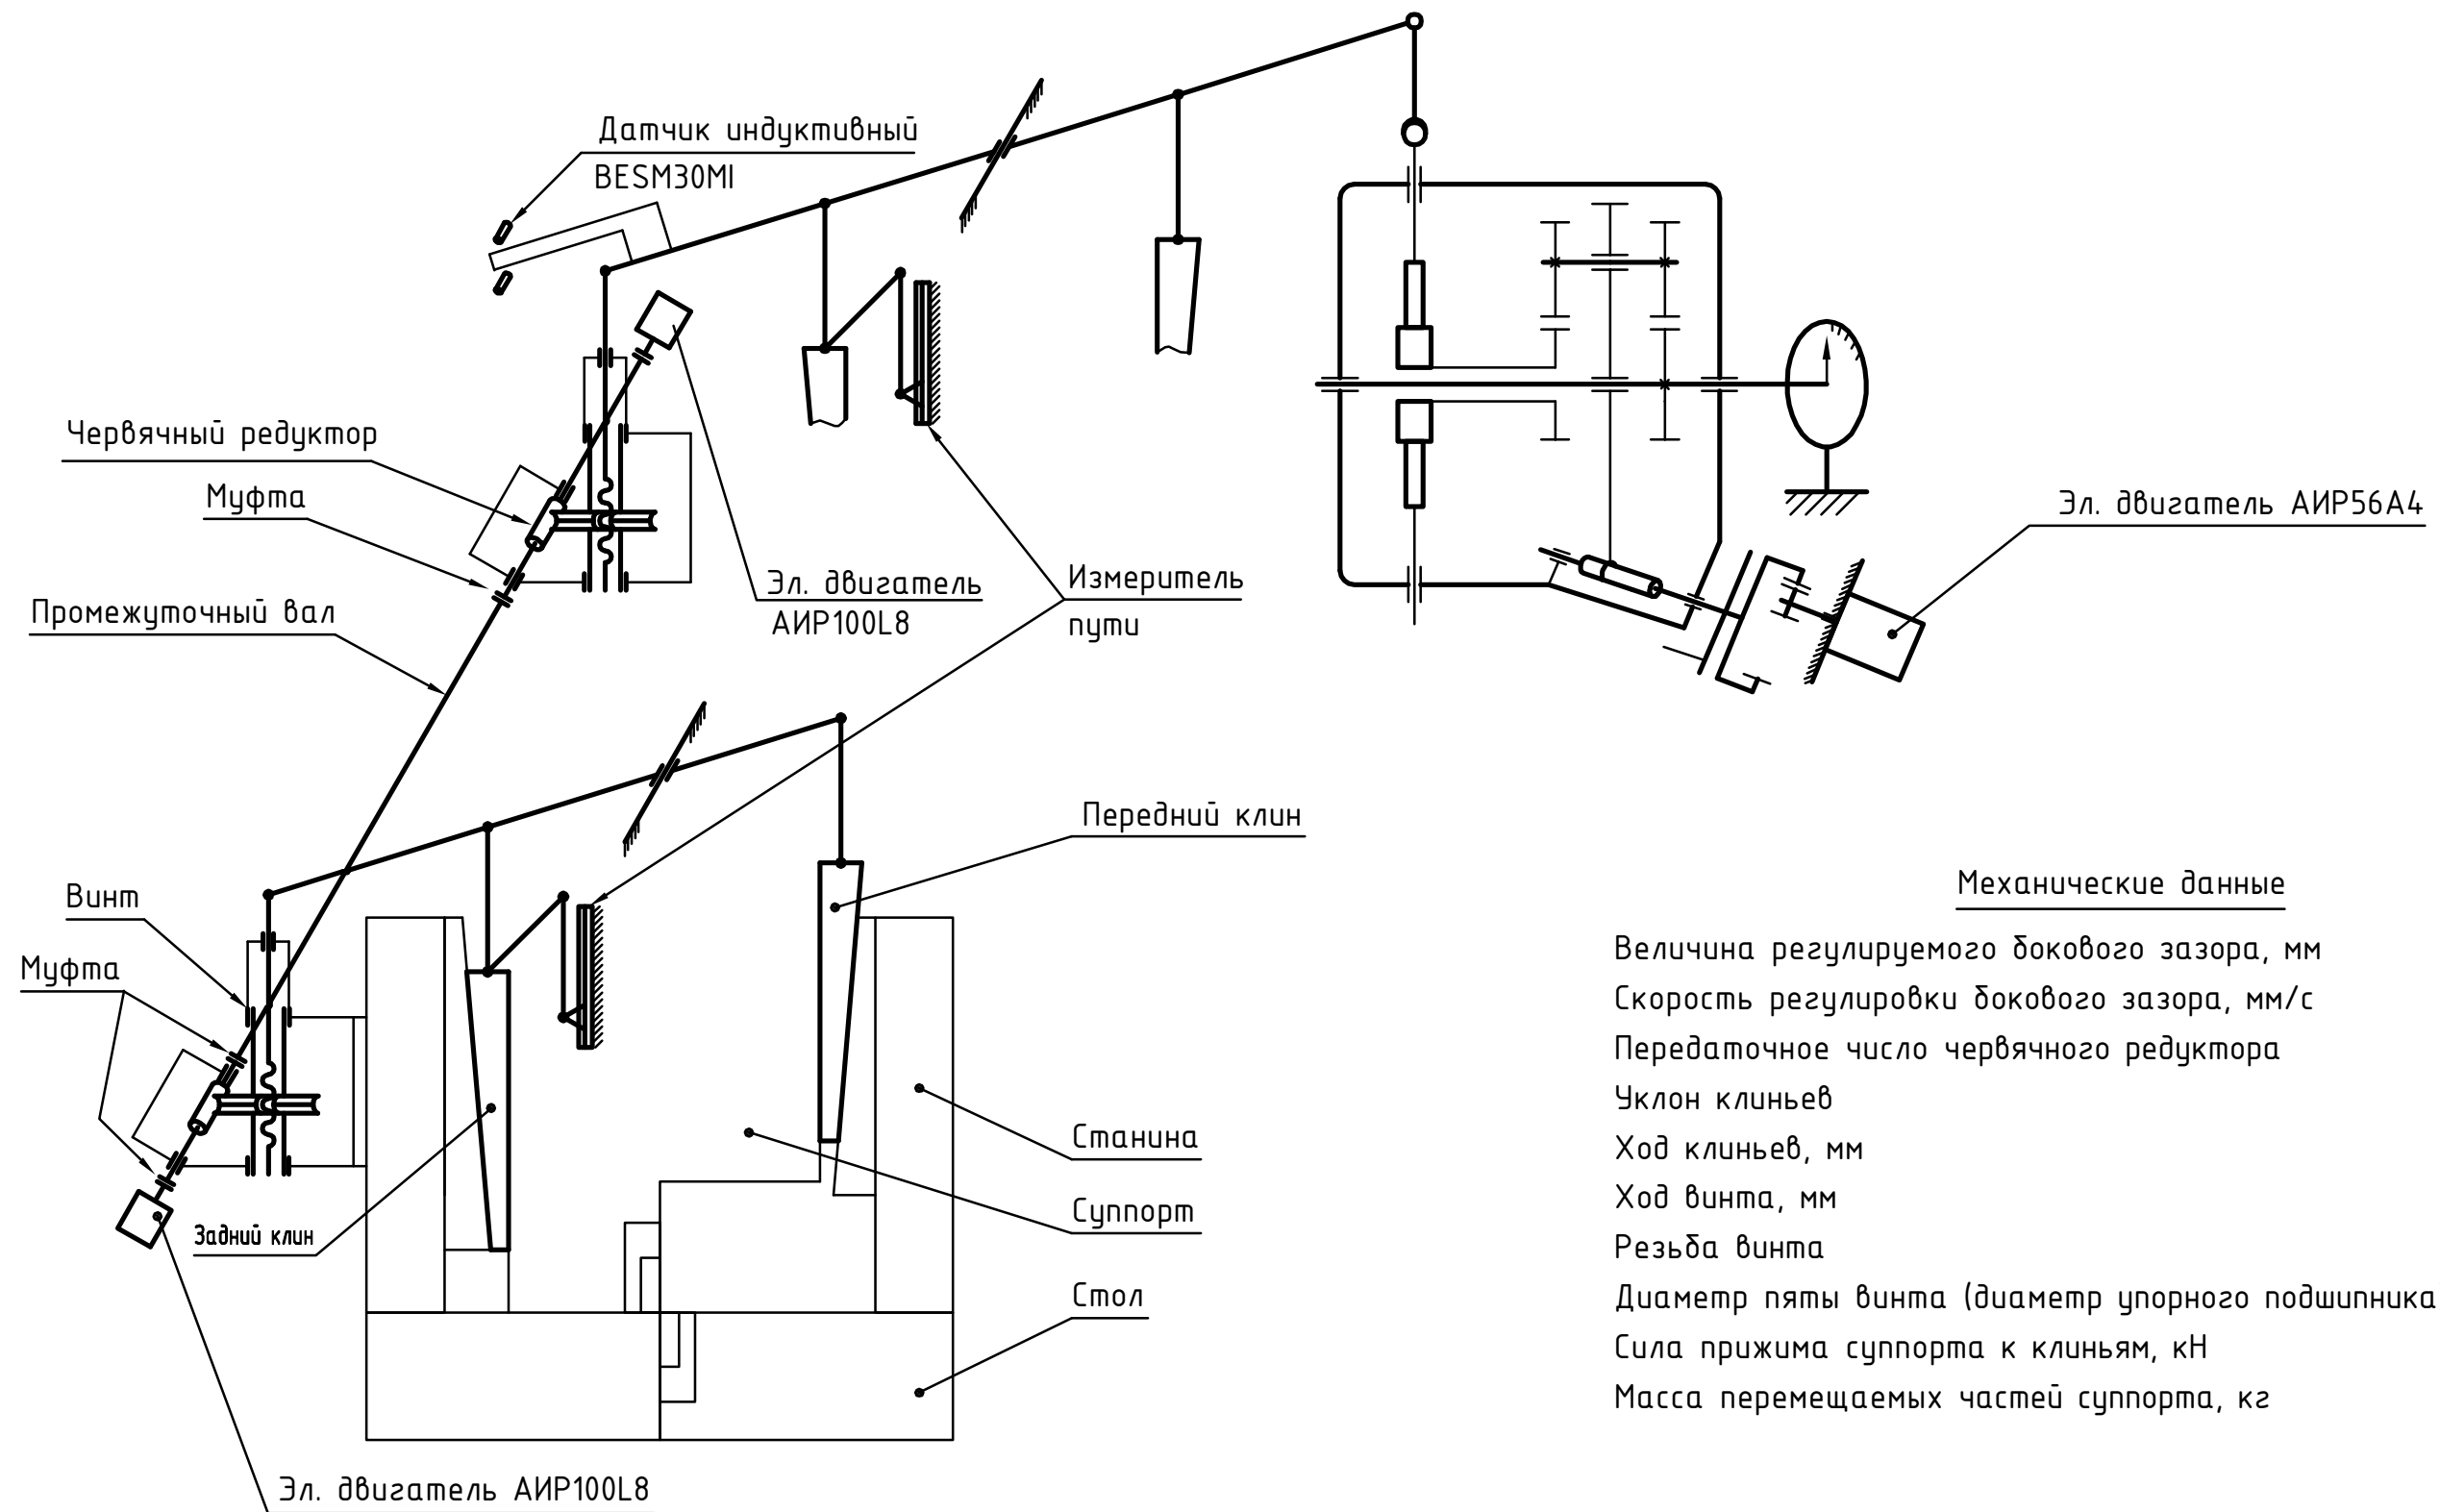 Датчик индуктивный
BESM30MI
Червячный редуктор
Муфта
Эл. двигатель АИР56А4
Эл. двигатель
АИР100L8
Измеритель
пути
Промежуточный вал
Передний клин
Винт
Муфта
Механические данные
Величина регулируемого бокового зазора, мм
Скорость регулировки бокового зазора, мм/с
Передаточное число червячного редуктора
Уклон клиньев
Ход клиньев, мм
Ход винта, мм
Резьба винта
Диаметр пяты винта (диаметр упорного подшипника
Сила прижима суппорта к клиньям, кН
Масса перемещаемых частей суппорта, кг
Станина
Суппорт
Задний клин
Стол
Эл. двигатель АИР100L8